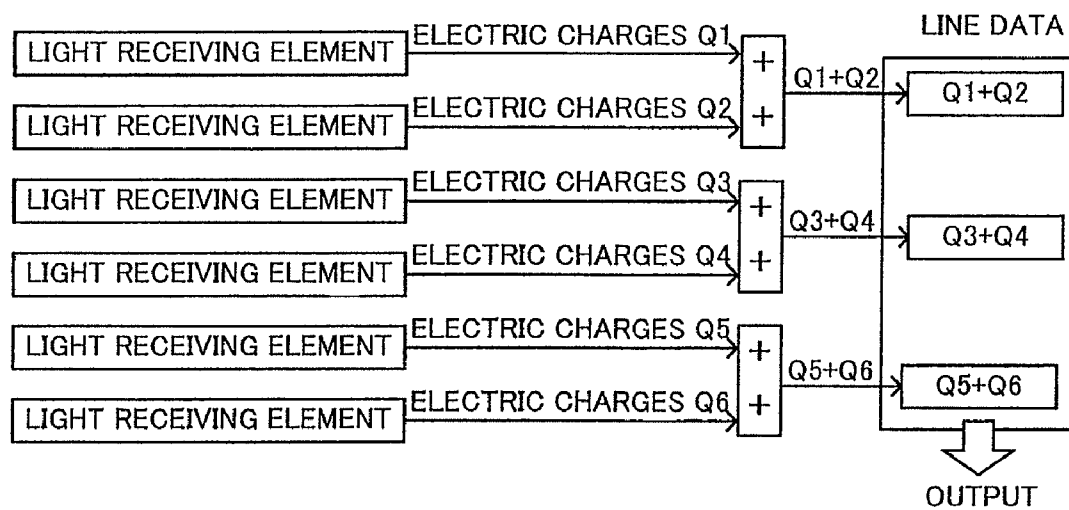 LINE DATA
LIGHT RECEIVING ELEMENT
ELECTRIC CHARGES Q1
+
Q1+Q2
Q1+Q2
LIGHT RECEIVING ELEMENT
ELECTRIC CHARGES Q2
+
LIGHT RECEIVING ELEMENT
ELECTRIC CHARGES Q3
+
Q3+Q4
Q3+Q4
LIGHT RECEIVING ELEMENT
ELECTRIC CHARGES Q4
+
LIGHT RECEIVING ELEMENT
ELECTRIC CHARGES Q5
+
Q5+Q6
Q5+Q6
LIGHT RECEIVING ELEMENT
ELECTRIC CHARGES Q6
+
OUTPUT